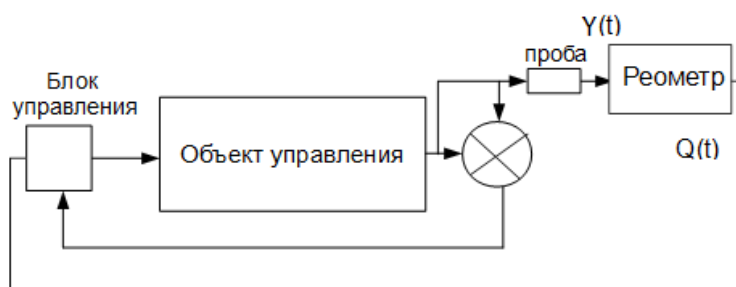 Y(t)
проба
Реометр
Блок
управления
Объект управления
Q(t)